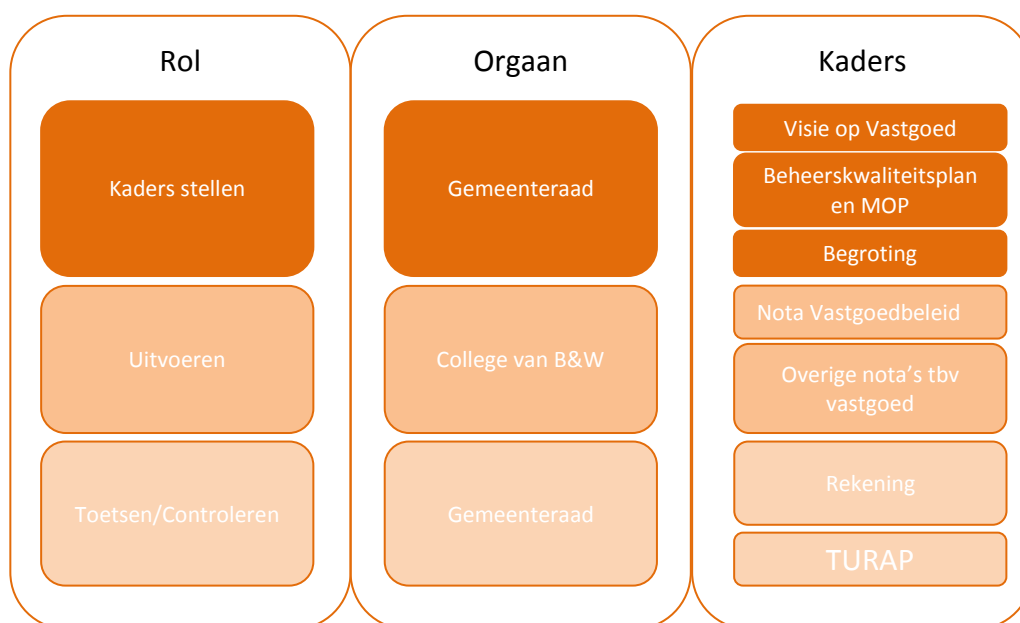 Rol
Kaders stellen
Uitvoeren
Toetsen/Controleren
Orgaan
Gemeenteraad
College van B&W
Gemeenteraad
Kaders
Visie op Vastgoed
Beheerskwaliteitsplan
en MOP
Begroting
Nota Vastgoedbeleid
Overige nota’s tbv
vastgoed
Rekening
TURAP